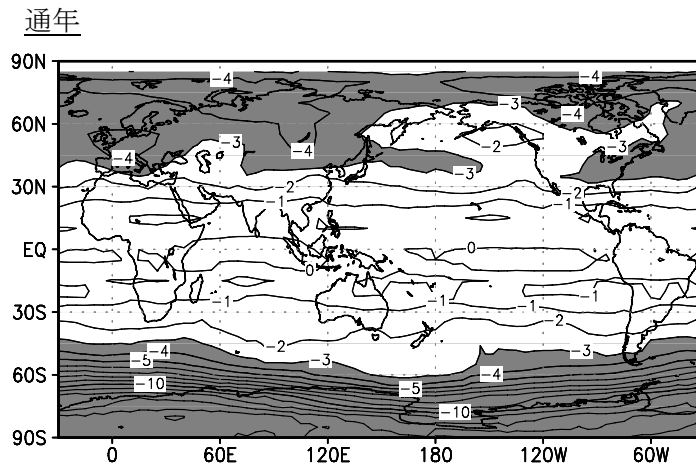 通年
90N
-4 -4
-3 -4
60N
-4 -3 -4 -2 -3
-3
30N
-2 -2
-1 -1
EQ
0 0
-1 -1 -1 -1
30S
-2 -2
-4 -3 -3
-5 -4
60S
-10 -5
-10
90S
0 60E 120E 180 120W 60W